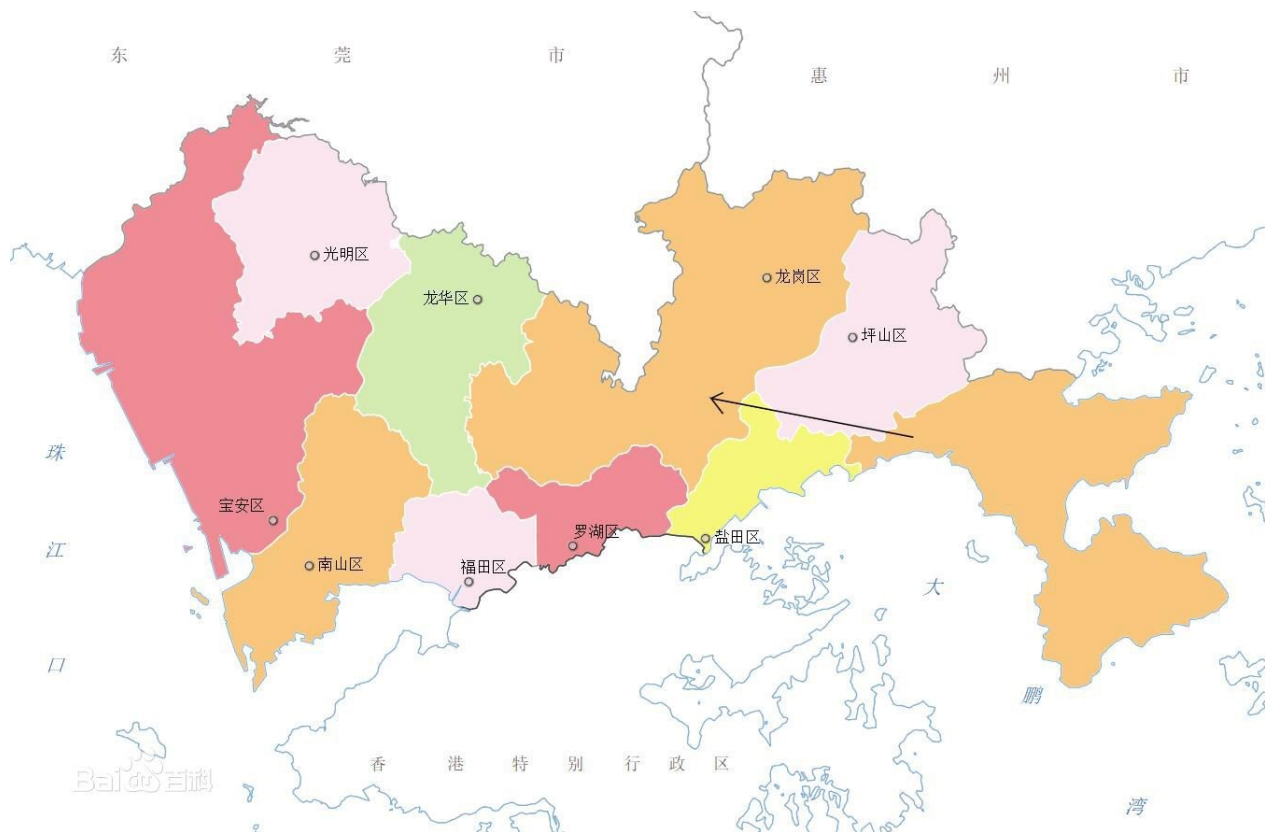 东莞市
惠州市
光明区
龙岗区
龙华区
坪山区
珠江口
宝安区
罗湖区
盐田区
南山区
福田区
大鹏湾
香港特别行政区
Bai百科